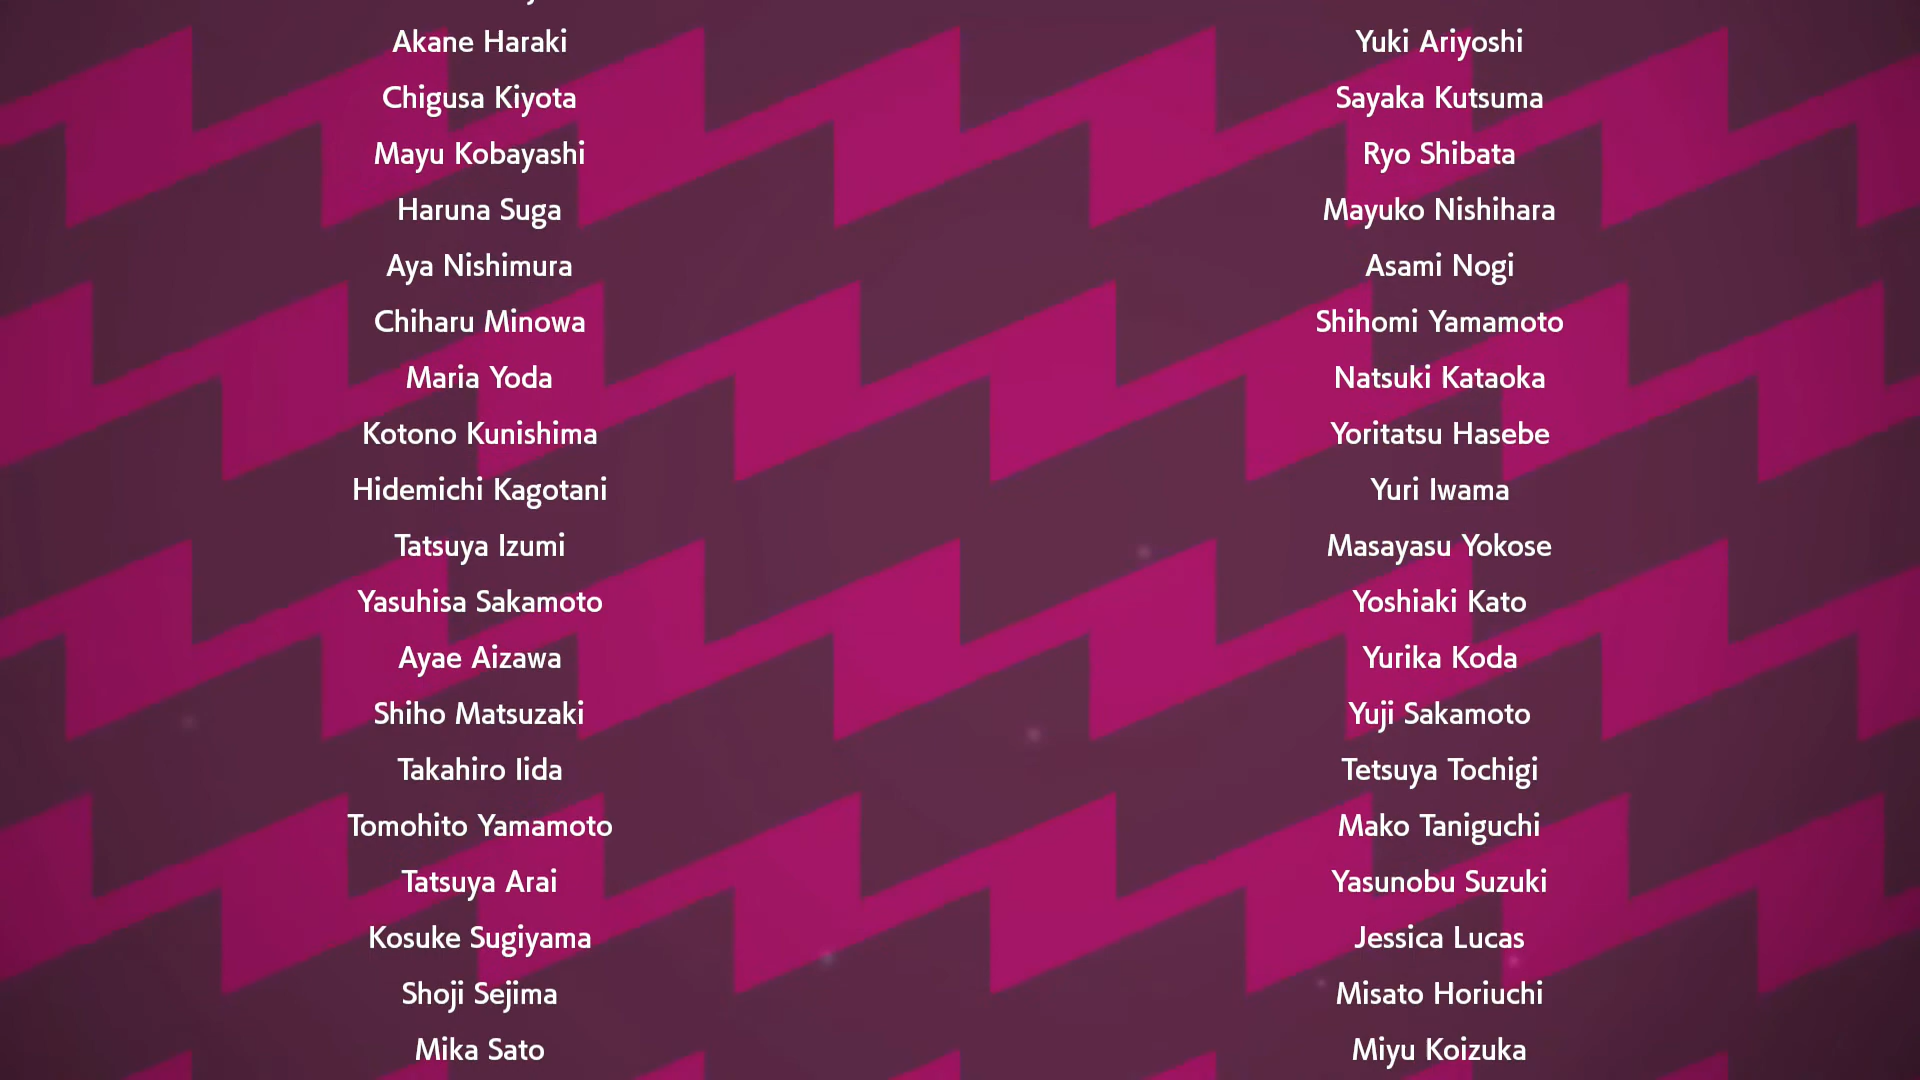 Akane Haraki
Chigusa Kiyota
Mayu Kobayashi
Haruna Suga
Aya Nishimura
Chiharu Minowa
Maria Yoda
Kotono Kunishima
Hidemichi Kagotani
Tatsuya Izumi
Yasuhisa Sakamoto
Ayae Aizawa
Shiho Matsuzaki
Takahiro Iida
Tomohito Yamamoto
Tatsuya Arai
Kosuke Sugiyama
Shoji Sejima
Mika Sato
Yuki Ariyoshi
Sayaka Kutsuma
Ryo Shibata
Mayuko Nishihara
Asami Nogi
Shihomi Yamamoto
Natsuki Kataoka
Yoritatsu Hasebe
Yuri Iwama
Masayasu Yokose
Yoshiaki Kato
Yurika Koda
Yuji Sakamoto
Tetsuya Tochigi
Mako Taniguchi
Yasunobu Suzuki
Jessica Lucas
Misato Horiuchi
Miyu Koizuka